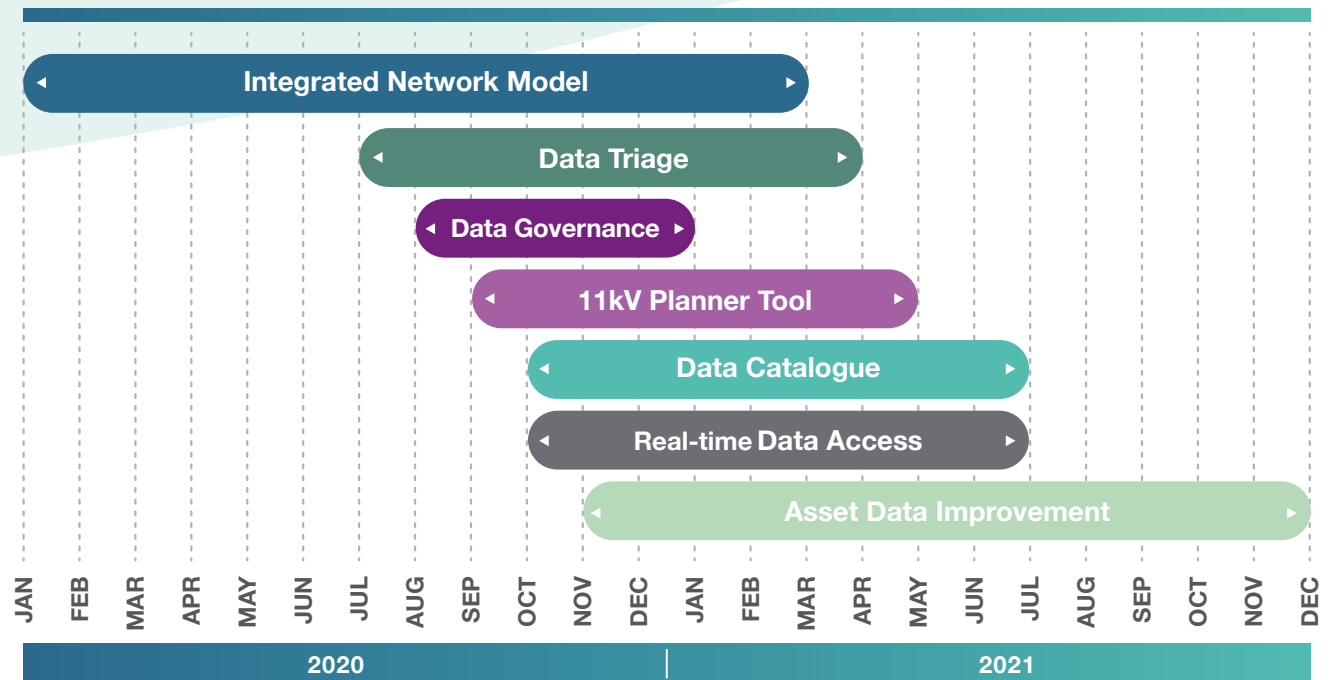 Integrated Network Model
Data Triage
Data Governance
11kV Planner Tool
Data Catalogue
Real-time Data Access
Asset Data Improvement
JAN FEB MAR APR MAY JUN JUL AUG SEP OCT NOV DEC JAN FEB MAR APR MAY JUN JUL AUG SEP OCT NOV DEC
2020 2021